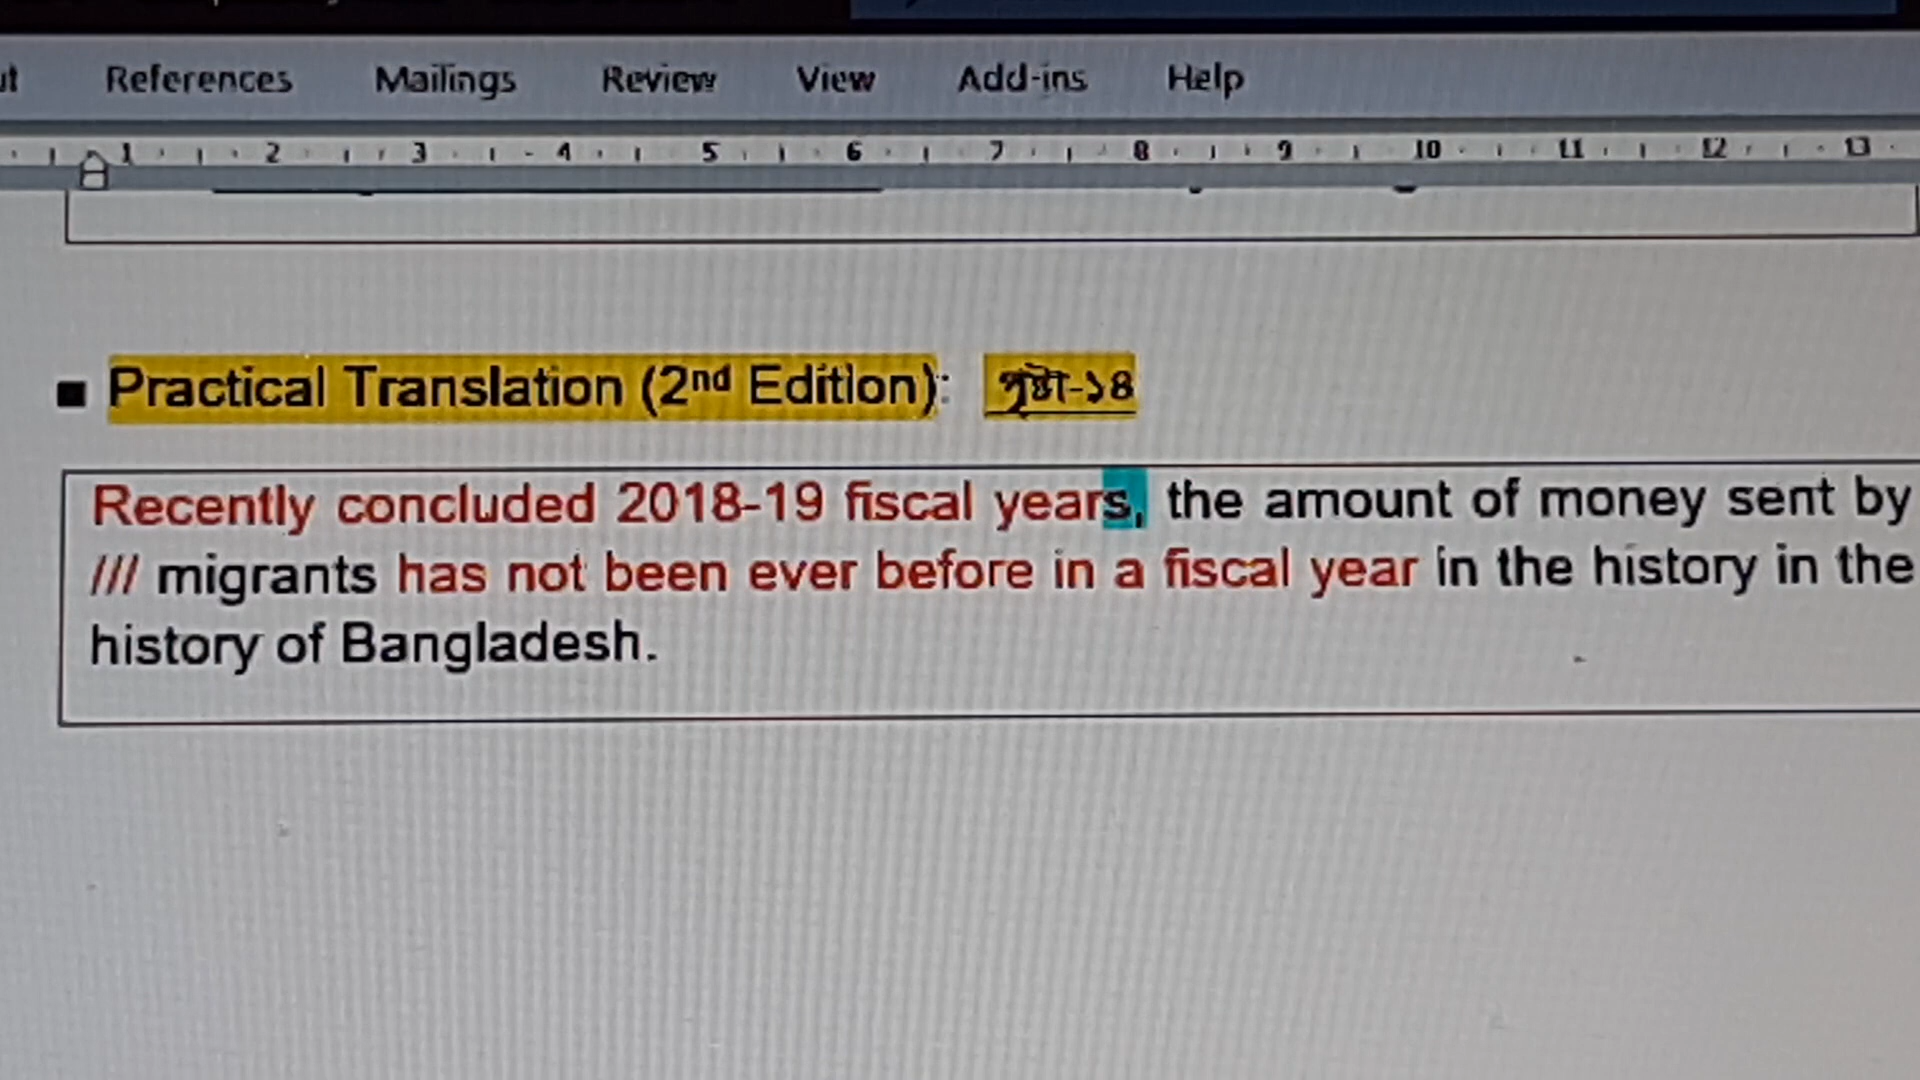 References Mailings Review View Add-ins Help
1 2 3 4 5 6 7 8 9 10 11 12 13
■ Practical Translation (2nd Edition): পৃষ্ঠা-১৪
Recently concluded 2018-19 fiscal years, the amount of money sent by
/// migrants has not been ever before in a fiscal year in the history in the
history of Bangladesh.